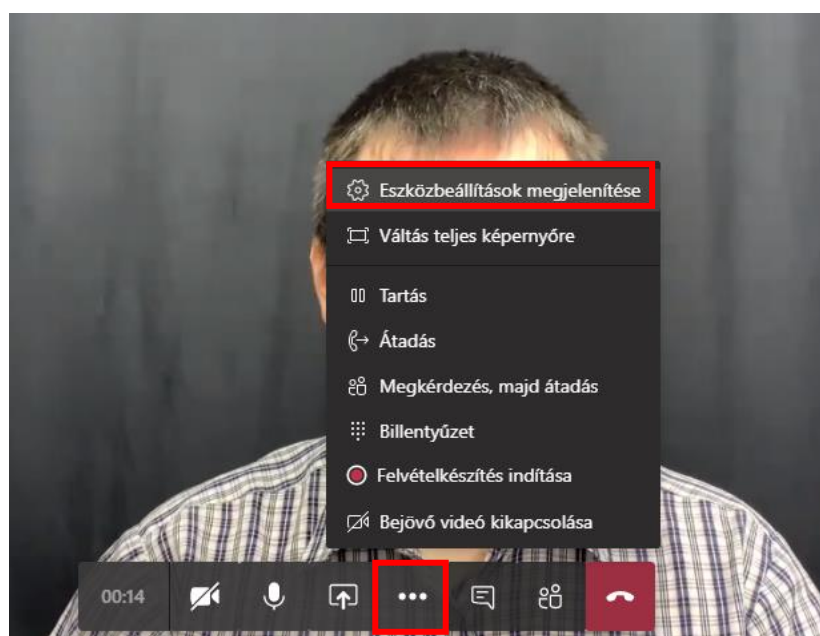 Eszközbeállítások megjelenítése
Váltás teljes képernyőre
Tartás
Átadás
Megkérdezés, majd átadás
Billentyűzet
Felvételkészítés indítása
Bejövő videó kikapcsolása
00:14